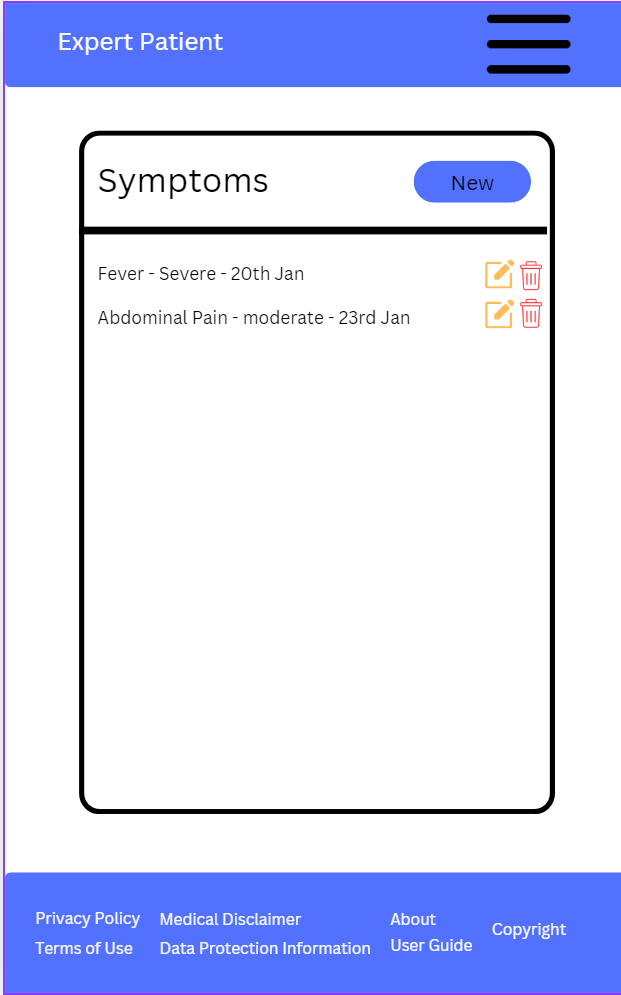 Expert Patient
Symptoms
New
Fever - Severe - 20th Jan
Abdominal Pain - moderate - 23rd Jan
Privacy Policy
Terms of Use
Medical Disclaimer
Data Protection Information
About
User Guide
Copyright